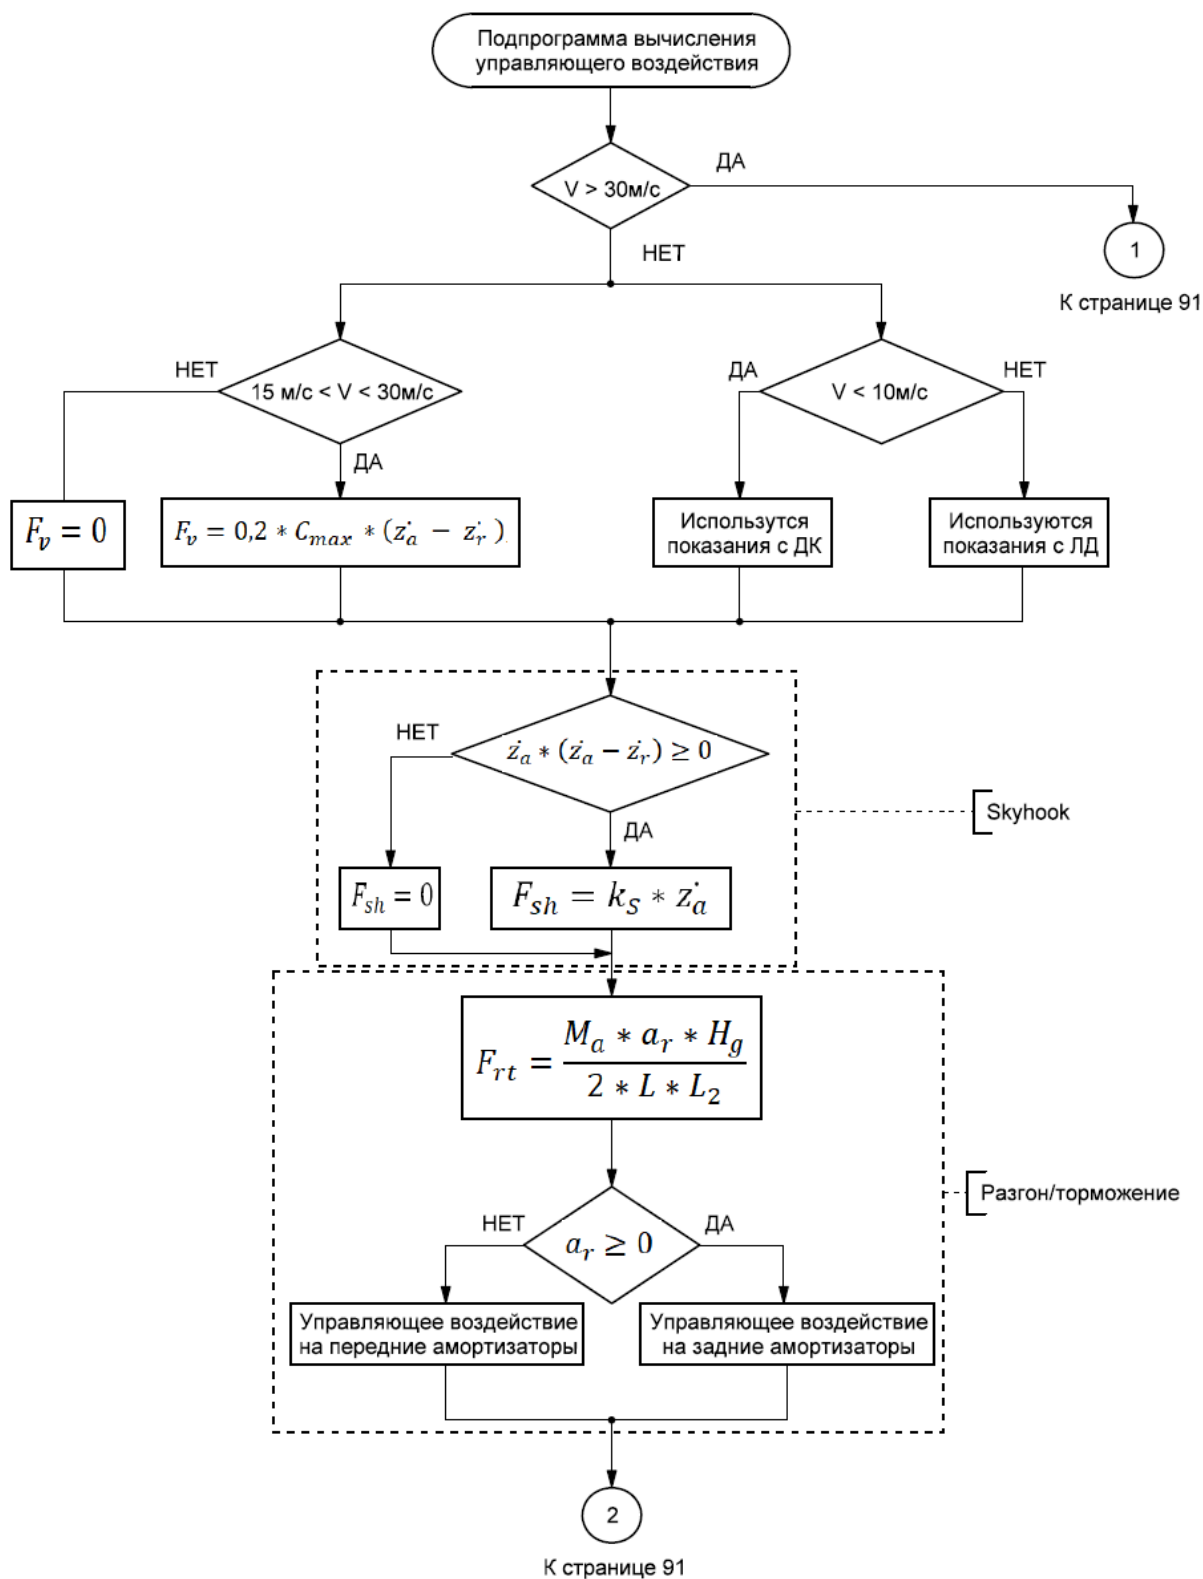 Подпрограмма вычисления
управляющего воздействия
ДА
V > 30м/с
НЕТ
1
К странице 91
НЕТ
15 м/с < V < 30м/с
ДА
ДА
V < 10м/с
НЕТ
F_v = 0
F_v = 0,2 * C_max * (ż_a − ż_r)
Использутся
показания с ДК
Используются
показания с ЛД
НЕТ
ż_a * (ż_a − ż_r) ≥ 0
ДА
Skyhook
F_sh = 0
F_sh = k_S * ż_a
F_rt = (M_a * a_r * H_g) / (2 * L * L_2)
Разгон/торможение
НЕТ
a_r ≥ 0
ДА
Управляющее воздействие
на передние амортизаторы
Управляющее воздействие
на задние амортизаторы
2
К странице 91